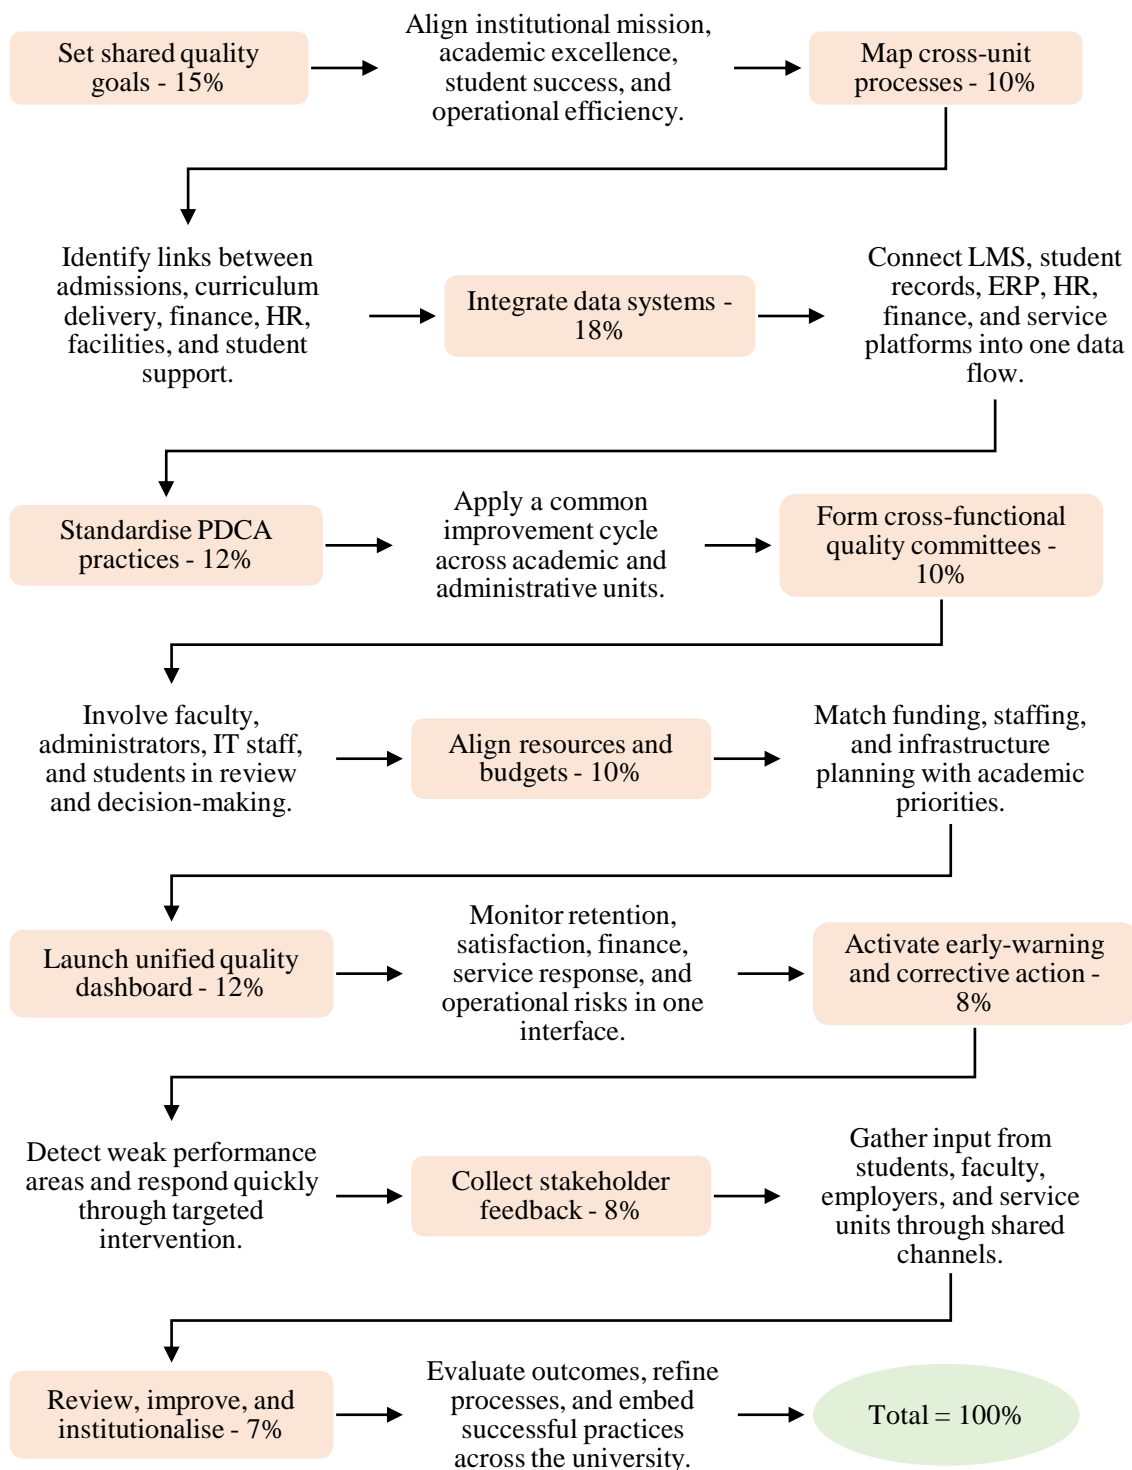 Set shared quality
goals - 15%
Align institutional mission,
academic excellence,
student success, and
operational efficiency.
Map cross-unit
processes - 10%
Identify links between
admissions, curriculum
delivery, finance, HR,
facilities, and student
support.
Integrate data systems -
18%
Connect LMS, student
records, ERP, HR,
finance, and service
platforms into one data
flow.
Standardise PDCA
practices - 12%
Apply a common
improvement cycle
across academic and
administrative units.
Form cross-functional
quality committees -
10%
Involve faculty,
administrators, IT staff,
and students in review
and decision-making.
Align resources and
budgets - 10%
Match funding, staffing,
and infrastructure
planning with academic
priorities.
Launch unified quality
dashboard - 12%
Monitor retention,
satisfaction, finance,
service response, and
operational risks in one
interface.
Activate early-warning
and corrective action -
8%
Detect weak performance
areas and respond quickly
through targeted
intervention.
Collect stakeholder
feedback - 8%
Gather input from
students, faculty,
employers, and service
units through shared
channels.
Review, improve, and
institutionalise - 7%
Evaluate outcomes, refine
processes, and embed
successful practices
across the university.
Total = 100%